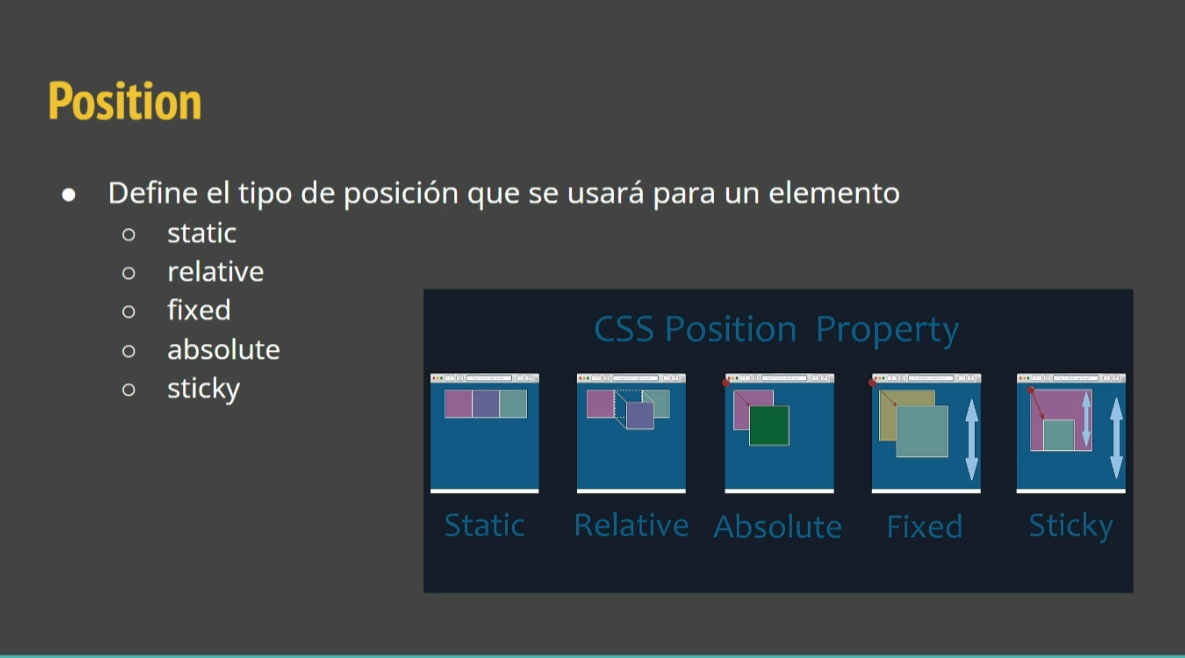 Position
● Define el tipo de posición que se usará para un elemento
○ static
○ relative
○ fixed
○ absolute
○ sticky
CSS Position Property
Static Relative Absolute Fixed Sticky